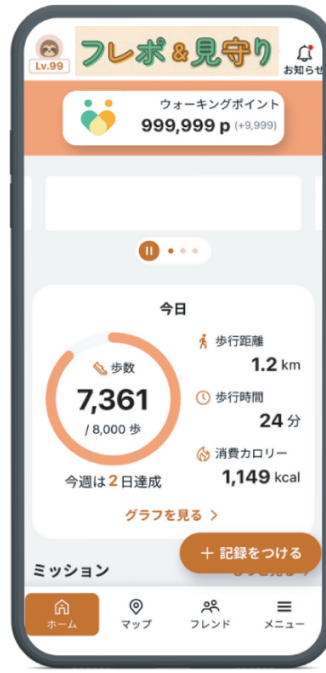 Lv.99
フレポ&見守り
お知らせ
ウォーキングポイント
999,999 p (+9,999)
今日
歩数
7,361
/ 8,000 歩
今週は2日達成
歩行距離
1.2 km
歩行時間
24 分
消費カロリー
1,149 kcal
グラフを見る >
+ 記録をつける
ミッション
ホーム
マップ
フレンド
メニュー